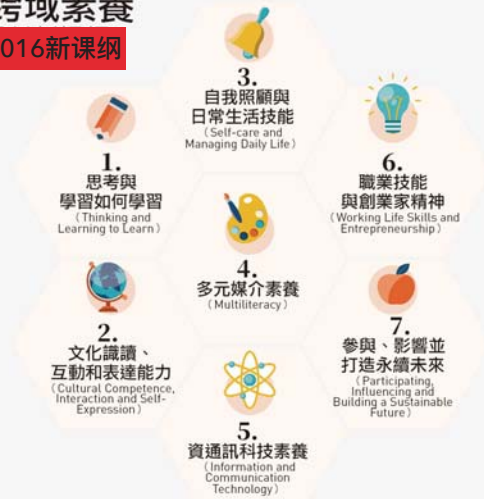 跨域素養
016新课纲
1.
思考與
學習如何學習
（Thinking and
Learning to Learn）
2.
文化識讀、
互動和表達能力
（Cultural Competence,
Interaction and Self-
Expression）
3.
自我照顧與
日常生活技能
（Self-care and
Managing Daily Life）
4.
多元媒介素養
（Multiliteracy）
5.
資通訊科技素養
（Information and
Communication
Technology）
6.
職業技能
與創業家精神
（Working Life Skills and
Entrepreneurship）
7.
參與、影響並
打造永續未來
（Participating,
Influencing and
Building a Sustainable
Future）